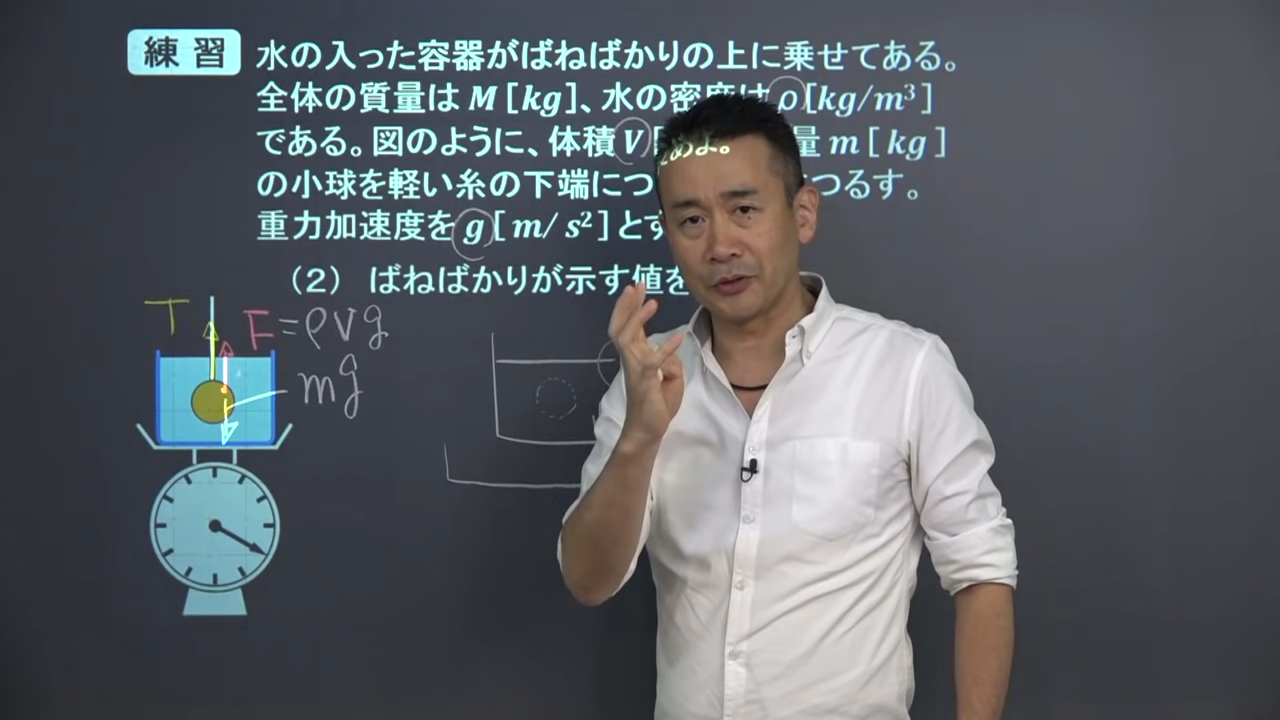 練習
水の入った容器がばねばかりの上に乗せてある。
全体の質量は M [kg]、水の密度は ρ[kg/m³]
である。図のように、体積 V [ 量 m [ kg ]
の小球を軽い糸の下端につ つるす。
重力加速度を g [ m/ s² ] とす
（2） ばねばかりが示す値を
めよ。
T
F=ρVg
mg